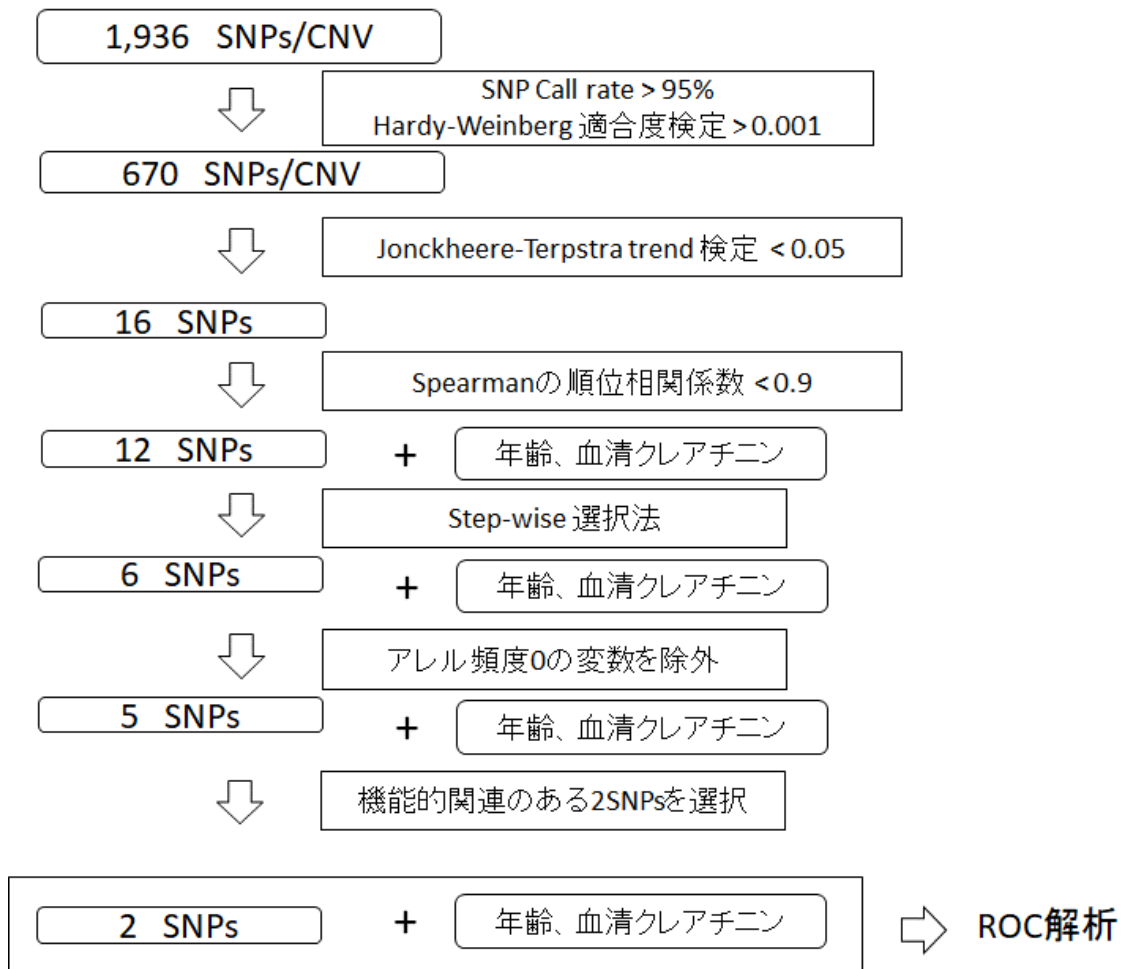 1,936 SNPs/CNV
SNP Call rate > 95%
Hardy-Weinberg 適合度検定 >0.001
670 SNPs/CNV
Jonckheere-Terpstra trend 検定 <0.05
16 SNPs
Spearmanの順位相関係数 <0.9
12 SNPs + 年齢、血清クレアチニン
Step-wise 選択法
6 SNPs + 年齢、血清クレアチニン
アレル頻度0の変数を除外
5 SNPs + 年齢、血清クレアチニン
機能的関連のある2SNPsを選択
2 SNPs + 年齢、血清クレアチニン ROC解析